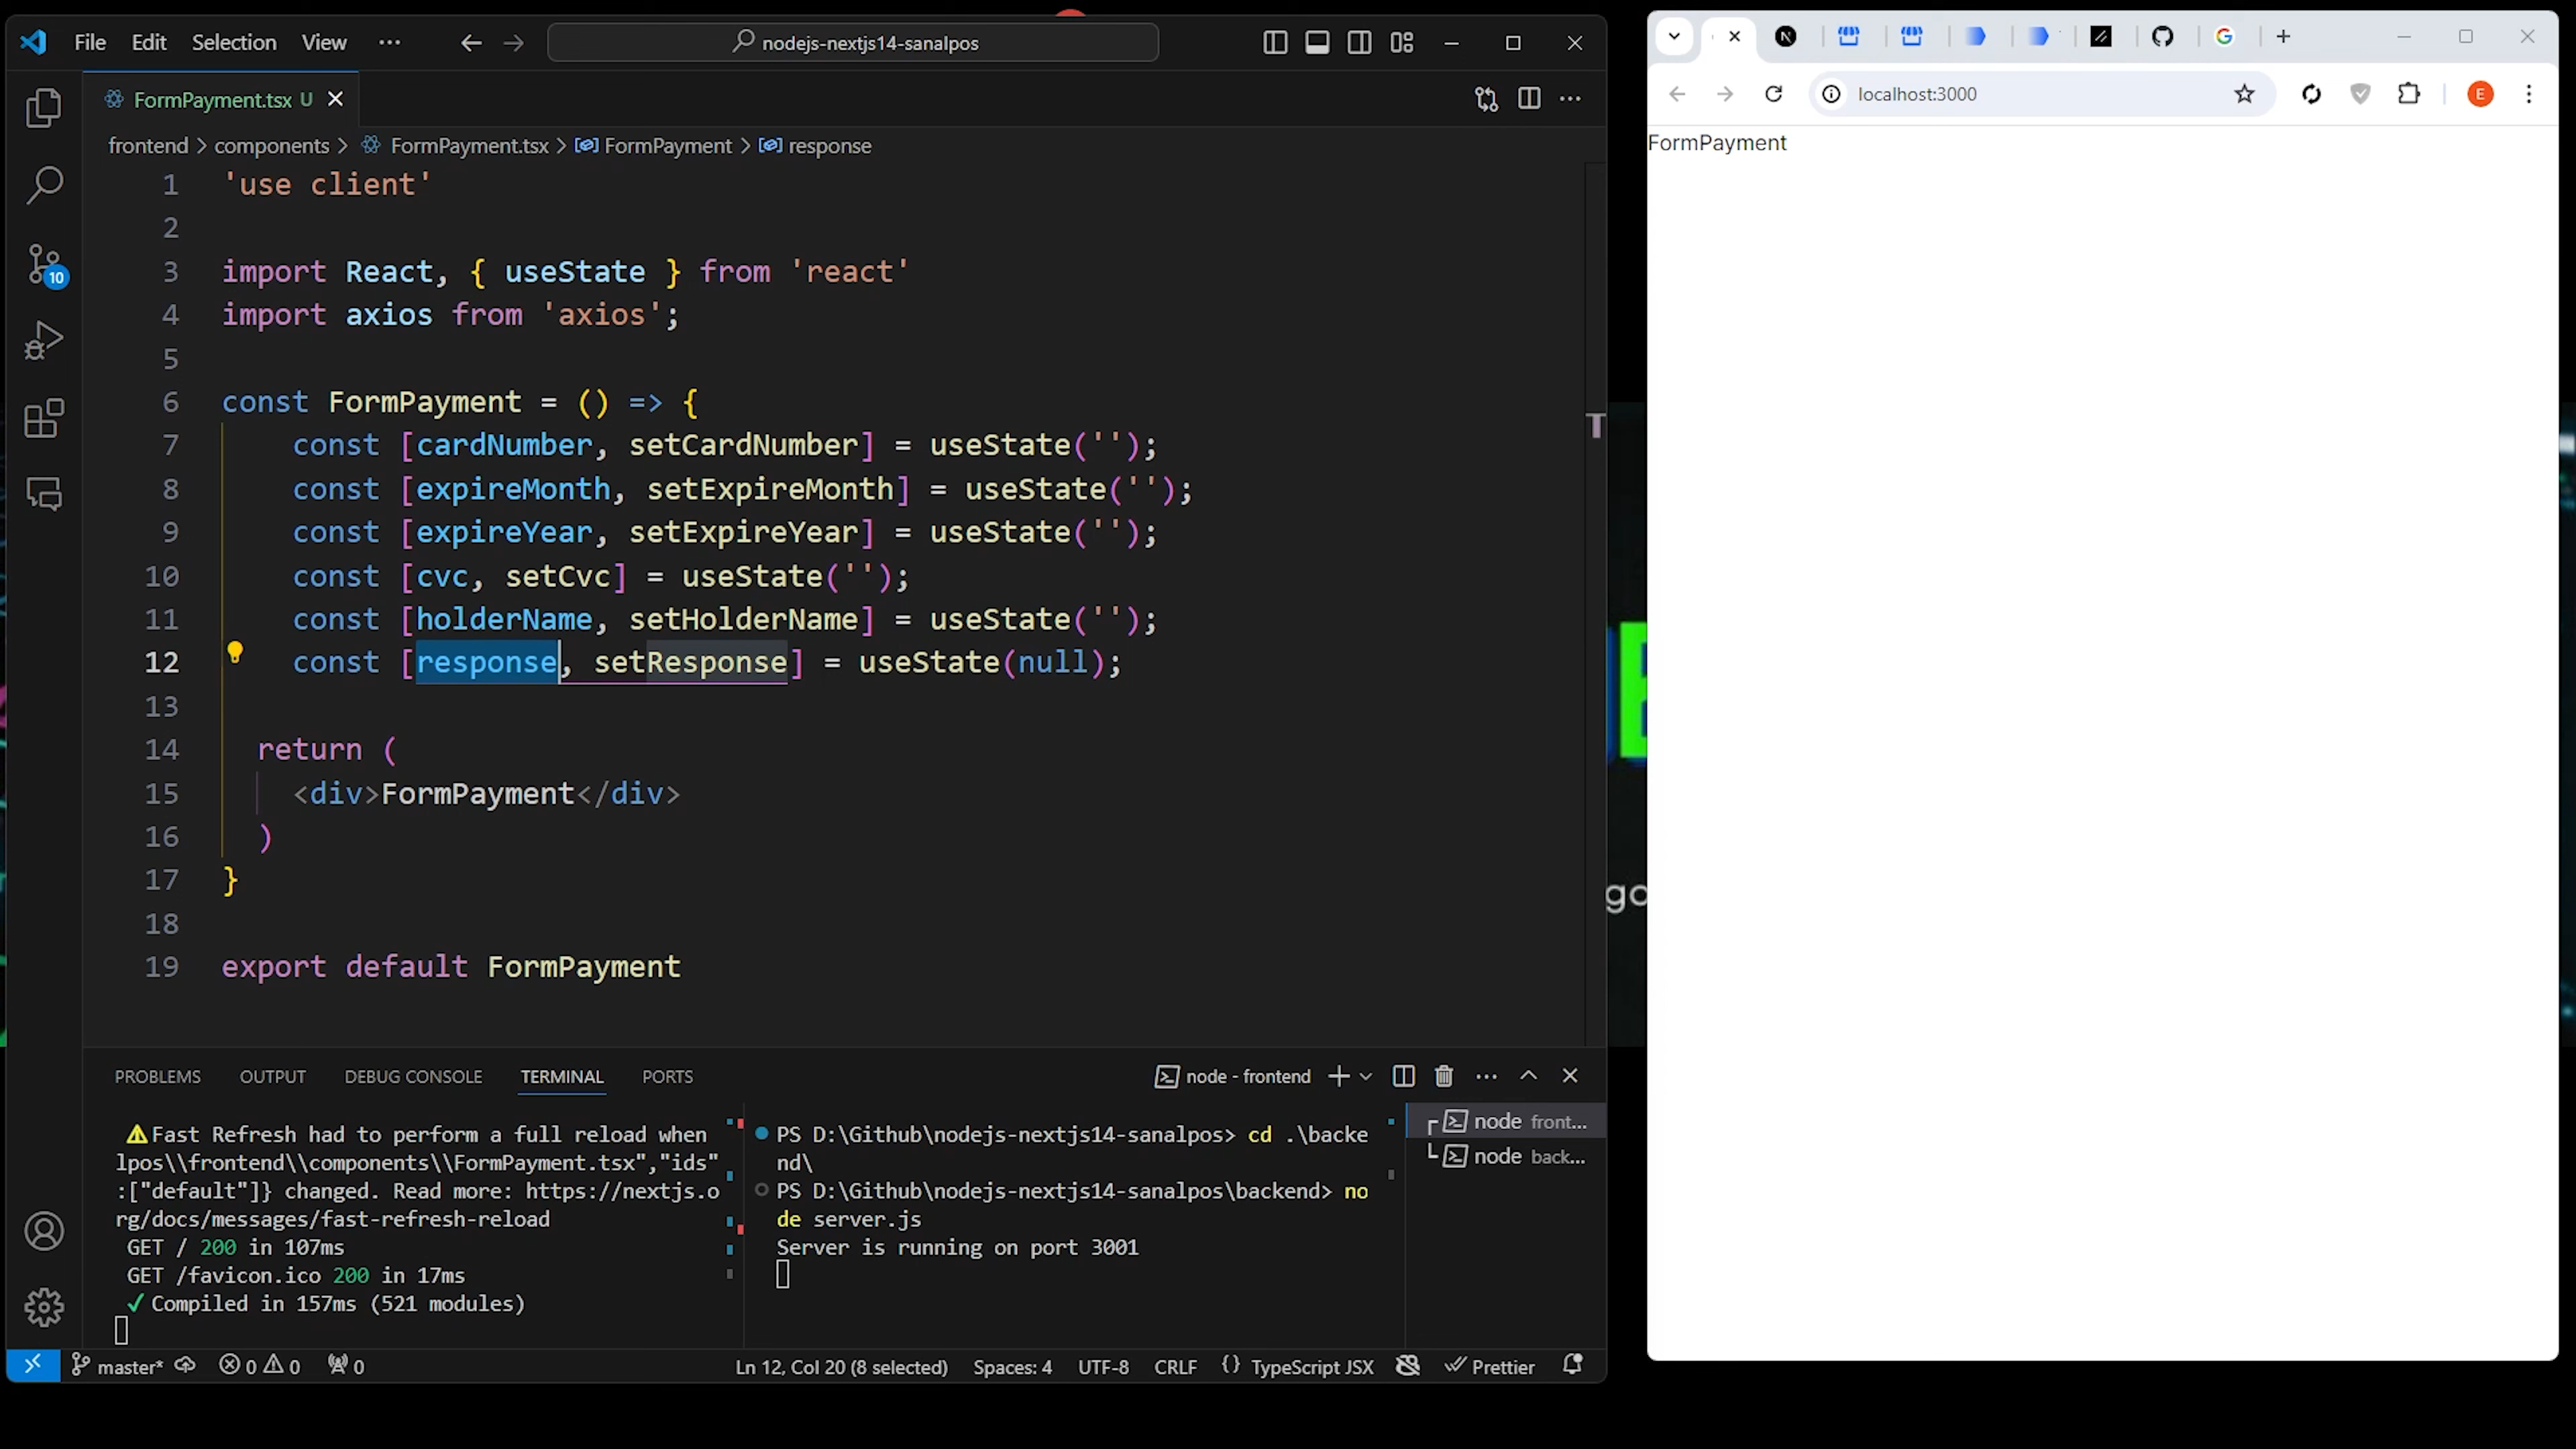 File Edit Selection View ···
nodejs-nextjs14-sanalpos
FormPayment.tsx U
frontend > components > FormPayment.tsx > FormPayment > response
1 'use client'
2
3 import React, { useState } from 'react'
4 import axios from 'axios';
5
6 const FormPayment = () => {
7 const [cardNumber, setCardNumber] = useState('');
8 const [expireMonth, setExpireMonth] = useState('');
9 const [expireYear, setExpireYear] = useState('');
10 const [cvc, setCvc] = useState('');
11 const [holderName, setHolderName] = useState('');
12 const [response, setResponse] = useState(null);
13
14 return (
15 <div>FormPayment</div>
16 )
17 }
18
19 export default FormPayment
10
PROBLEMS OUTPUT DEBUG CONSOLE TERMINAL PORTS
node - frontend
Fast Refresh had to perform a full reload when
lpos\\frontend\\components\\FormPayment.tsx","ids"
:["default"]} changed. Read more: https://nextjs.o
rg/docs/messages/fast-refresh-reload
GET / 200 in 107ms
GET /favicon.ico 200 in 17ms
✓ Compiled in 157ms (521 modules)
PS D:\Github\nodejs-nextjs14-sanalpos> cd .\backe
nd\
PS D:\Github\nodejs-nextjs14-sanalpos\backend> no
de server.js
Server is running on port 3001
node front...
node back...
master* 0 0 0
Ln 12, Col 20 (8 selected) Spaces: 4 UTF-8 CRLF {} TypeScript JSX Prettier
localhost:3000
E
FormPayment
go